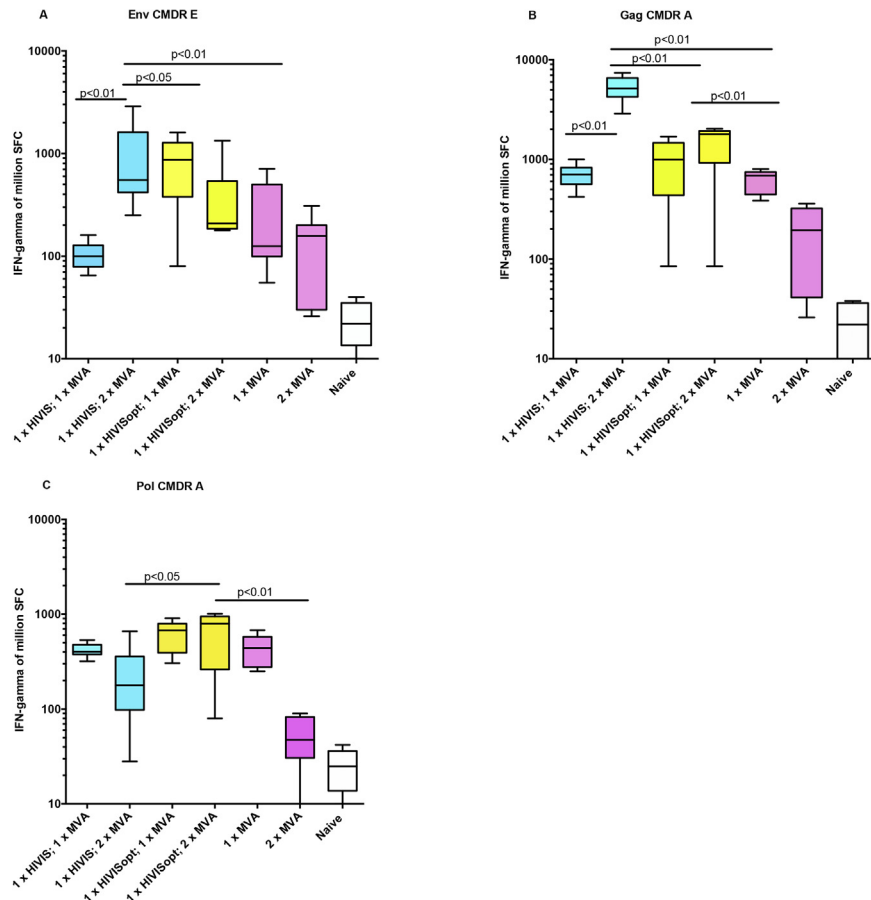 A
Env CMDR E
IFN-gamma of million SFC
10000
1000
100
10
p<0.01
p<0.05
p<0.01
1 x HIVIS; 1 x MVA
1 x HIVIS; 2 x MVA
1 x HIVISopt; 1 x MVA
1 x HIVISopt; 2 x MVA
1 x MVA
2 x MVA
Naive
B
Gag CMDR A
IFN-gamma of million SFC
10000
1000
100
10
p<0.01
p<0.01
p<0.01
p<0.01
1 x HIVIS; 1 x MVA
1 x HIVIS; 2 x MVA
1 x HIVISopt; 1 x MVA
1 x HIVISopt; 2 x MVA
1 x MVA
2 x MVA
Naive
C
Pol CMDR A
IFN-gamma of million SFC
10000
1000
100
10
p<0.05
p<0.01
1 x HIVIS; 1 x MVA
1 x HIVIS; 2 x MVA
1 x HIVISopt; 1 x MVA
1 x HIVISopt; 2 x MVA
1 x MVA
2 x MVA
Naive